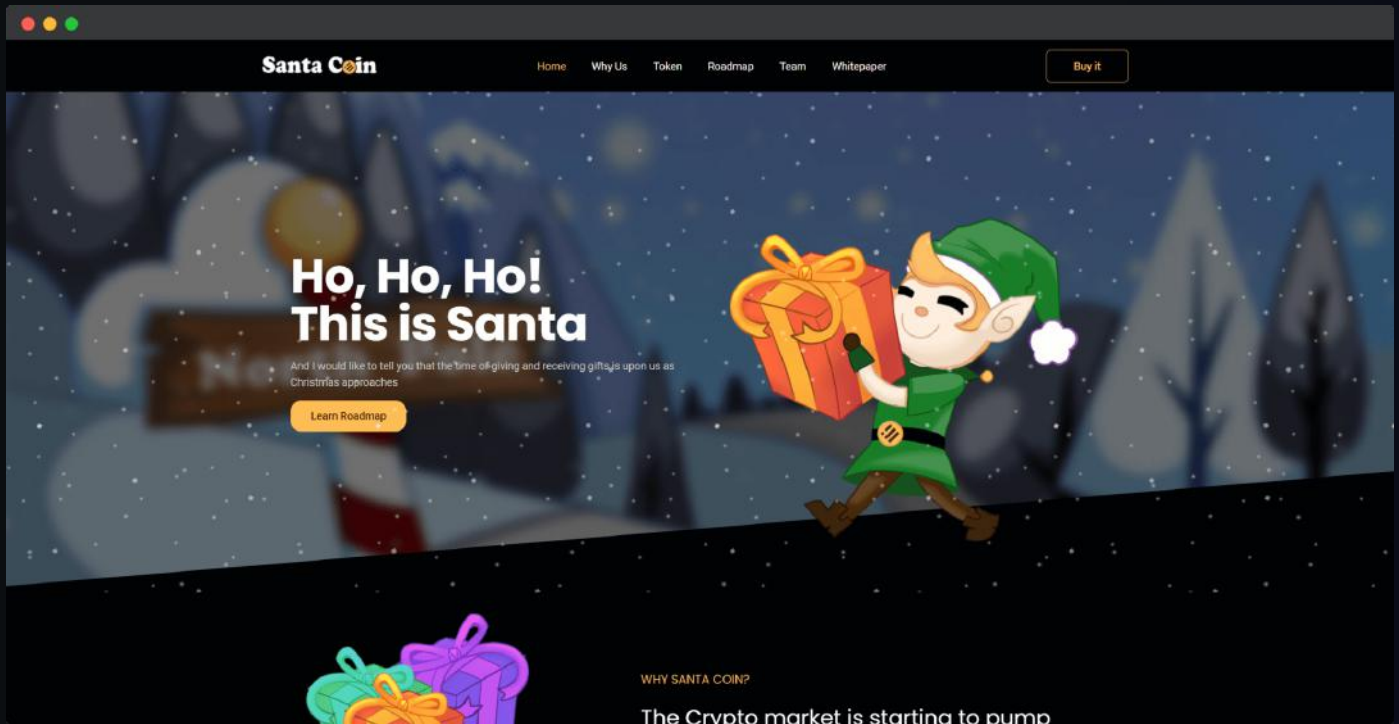 Santa Coin
Home Why Us Token Roadmap Team Whitepaper
Buy it
Ho, Ho, Ho!
This is Santa
And I would like to tell you that the time of giving and receiving gifts is upon us as
Christmas approaches
Learn Roadmap
WHY SANTA COIN?
The Crypto market is starting to pump